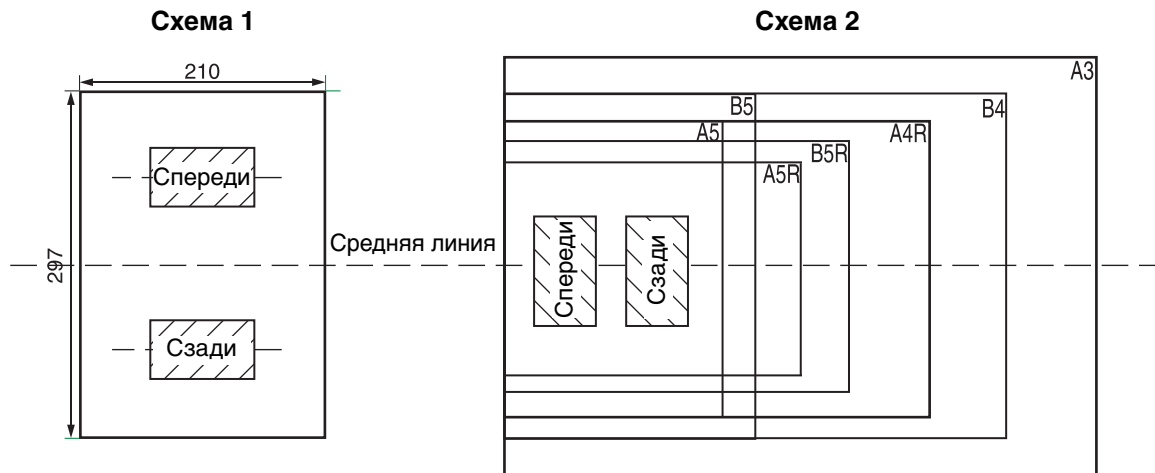 Схема 1
Схема 2
210
297
Спереди
Сзади
Средняя линия
Спереди
Сзади
A3
B5
B4
A5
A4R
B5R
A5R